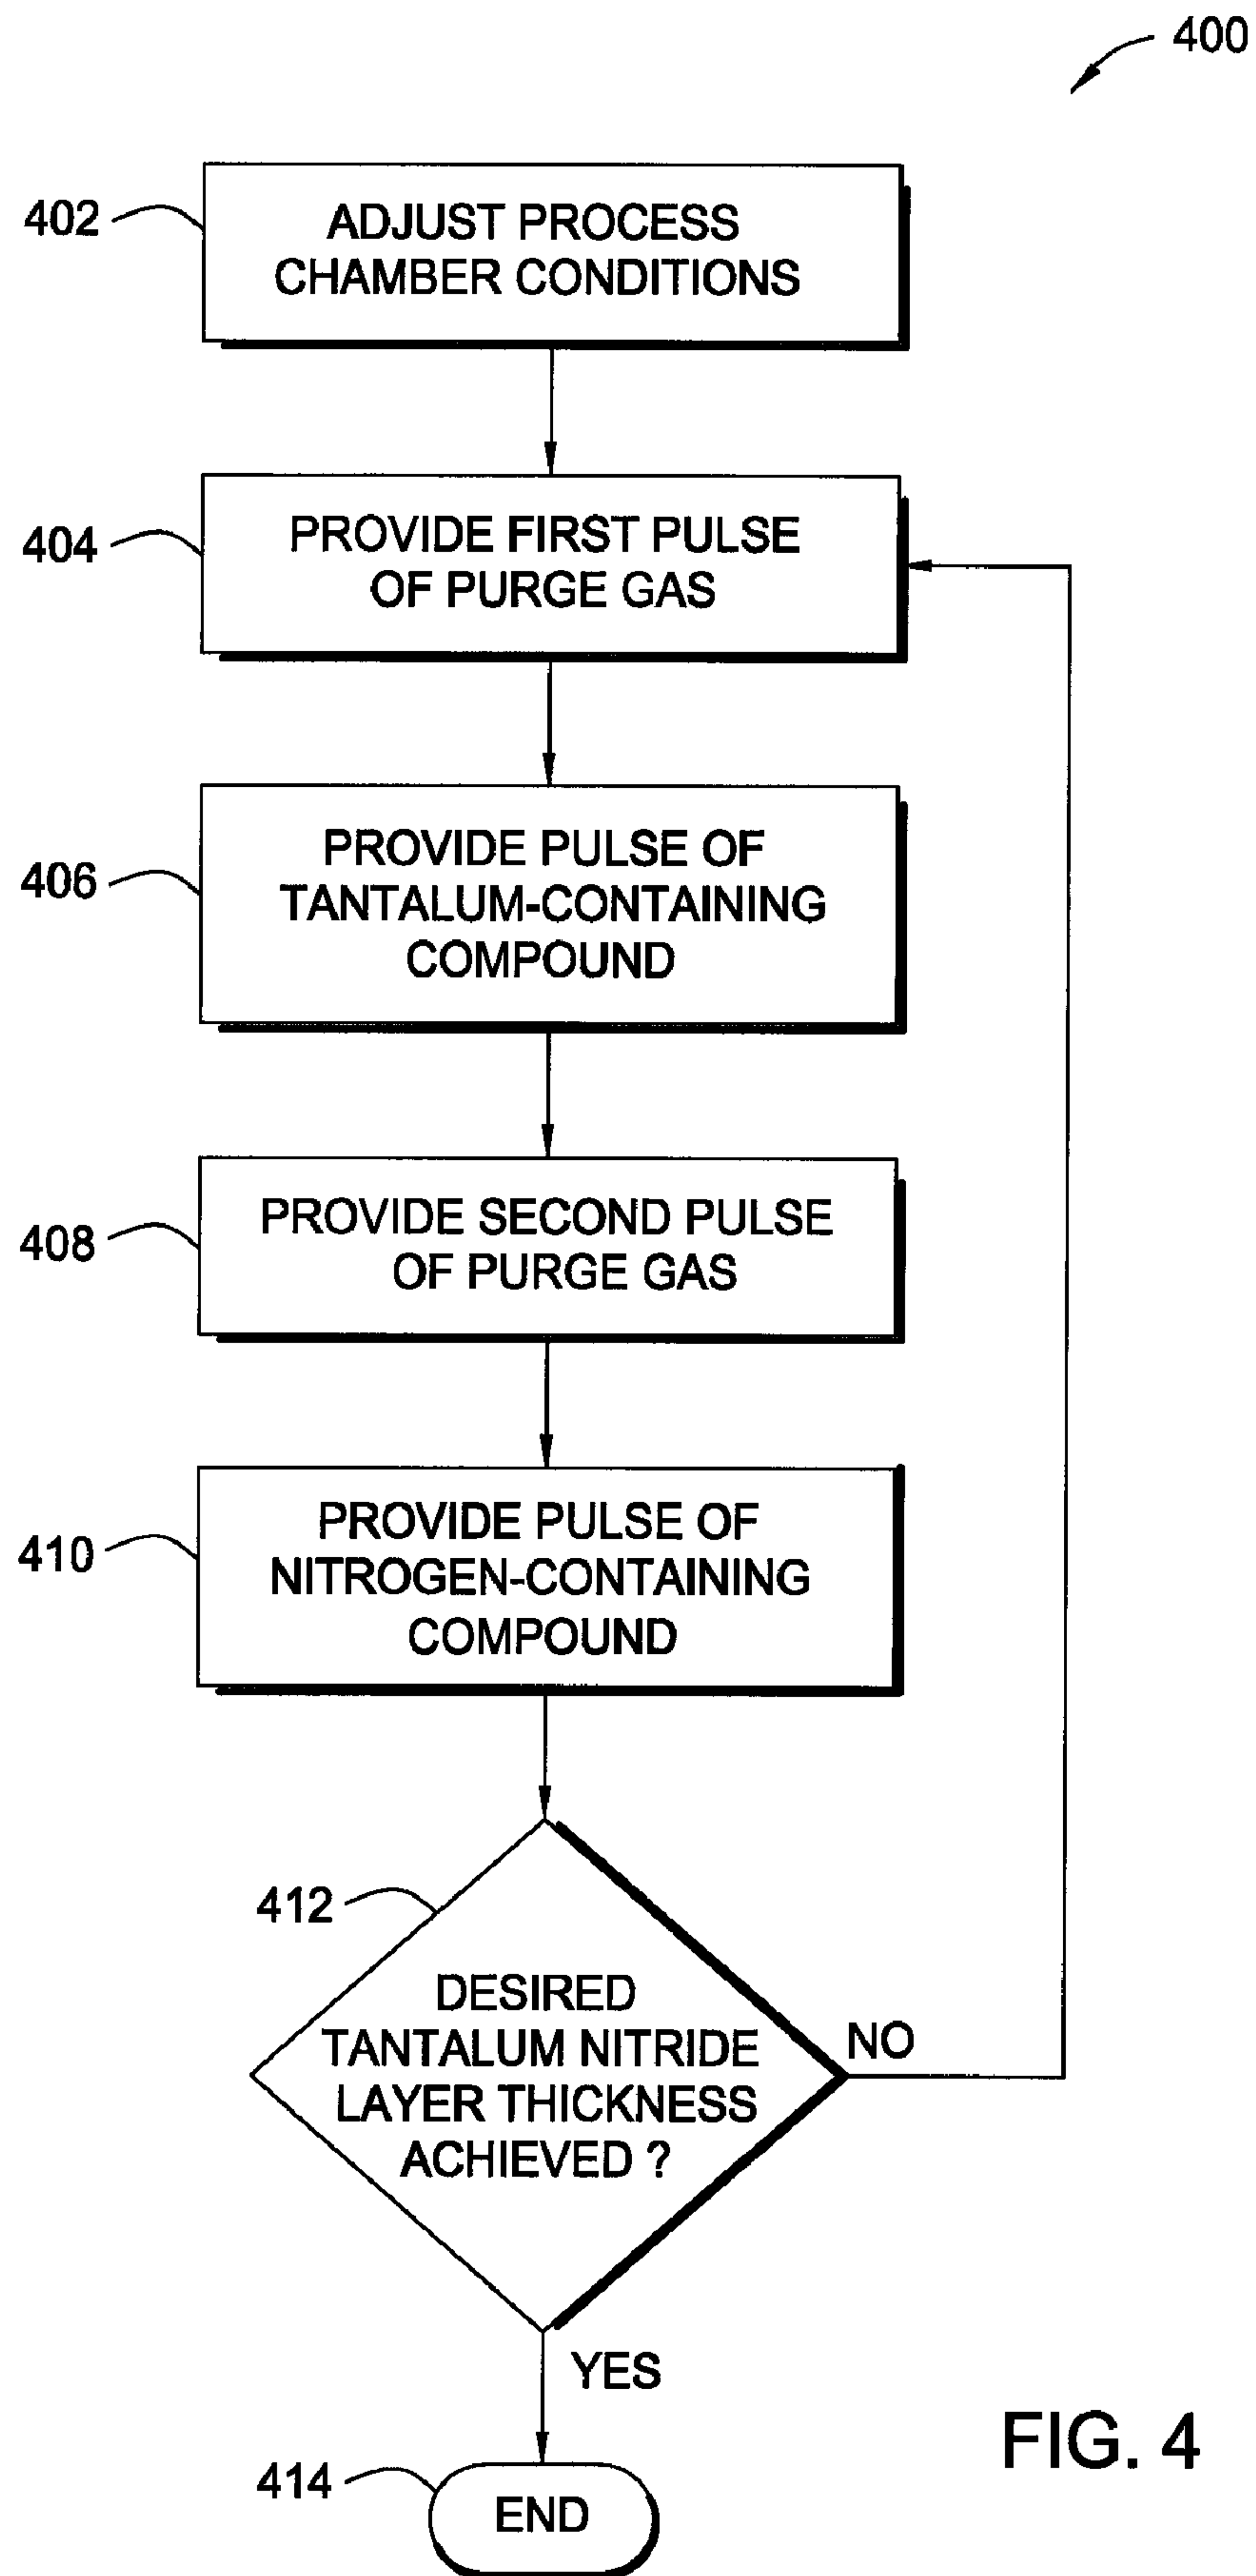 400
402
ADJUST PROCESS
CHAMBER CONDITIONS
404
PROVIDE FIRST PULSE
OF PURGE GAS
406
PROVIDE PULSE OF
TANTALUM-CONTAINING
COMPOUND
408
PROVIDE SECOND PULSE
OF PURGE GAS
410
PROVIDE PULSE OF
NITROGEN-CONTAINING
COMPOUND
412
DESIRED
TANTALUM NITRIDE
LAYER THICKNESS
ACHIEVED ?
NO
YES
414
END
FIG. 4